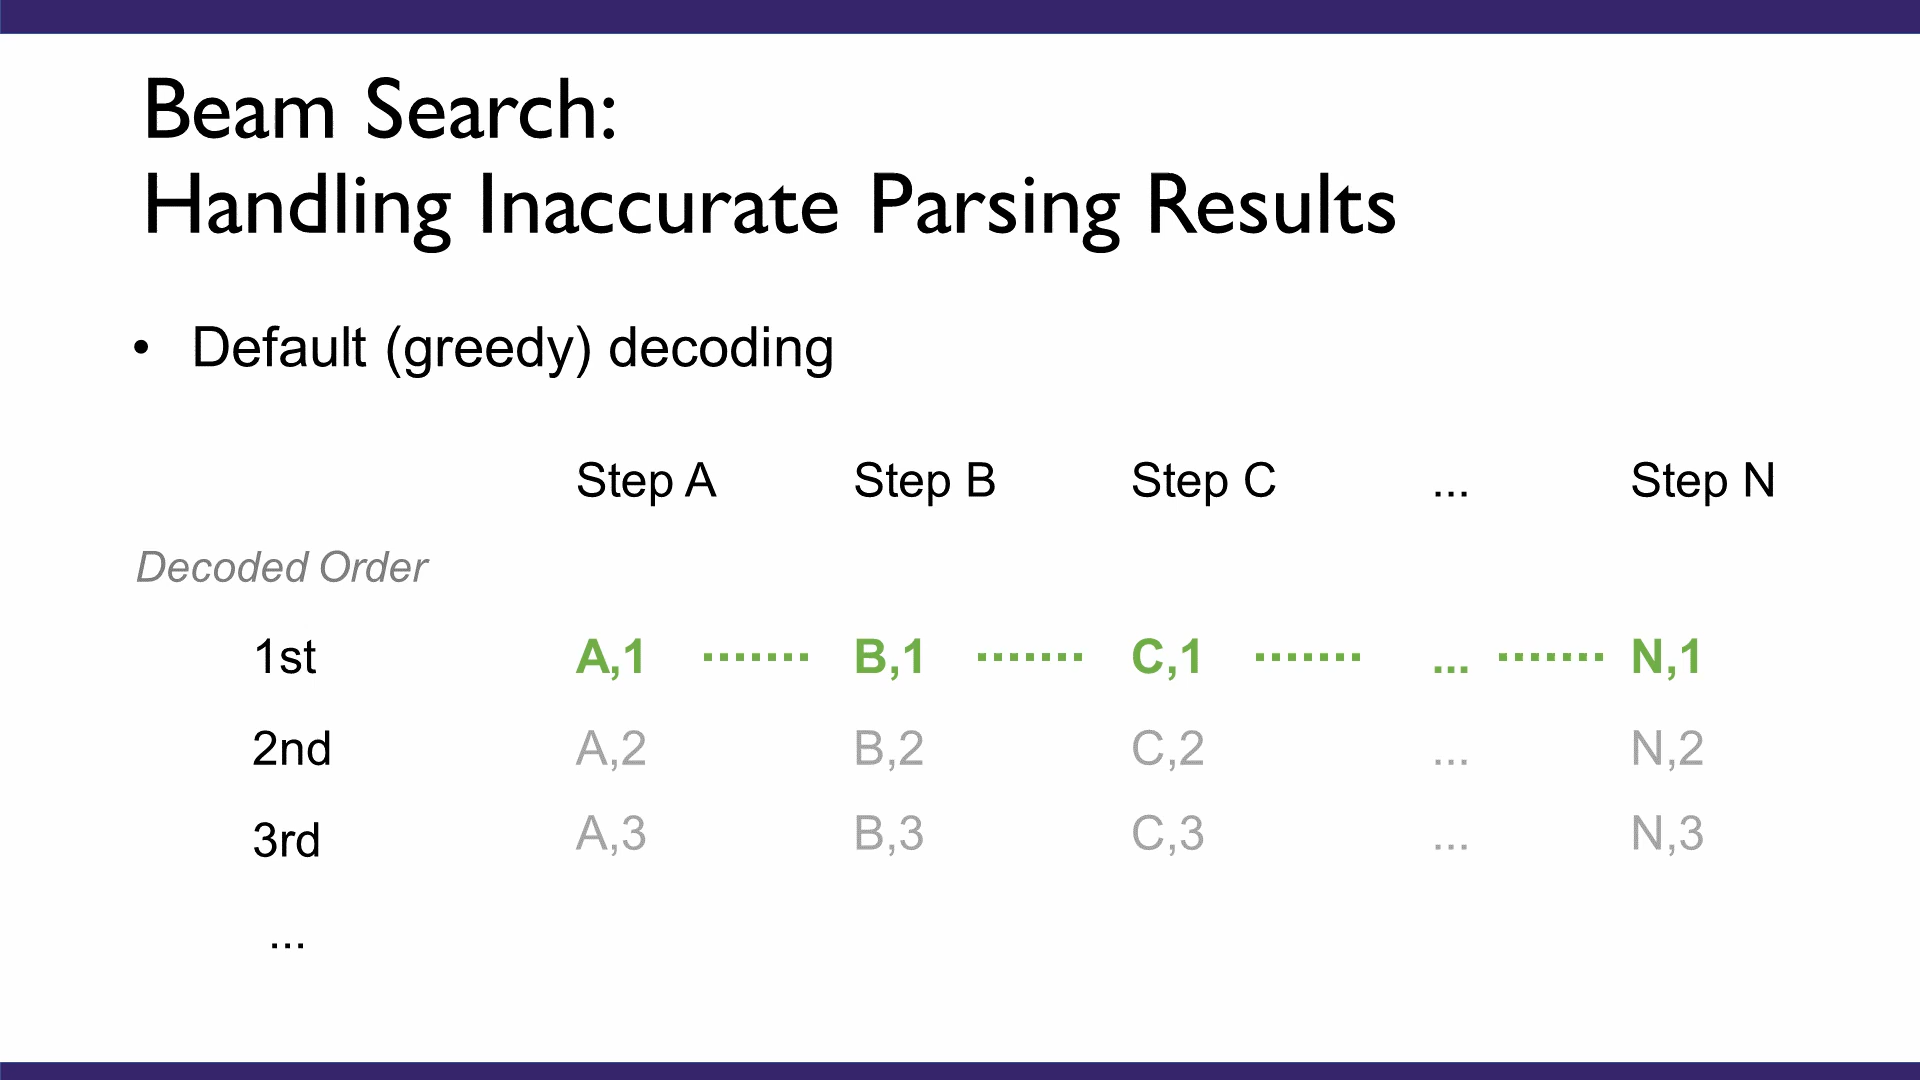 Beam Search:
Handling Inaccurate Parsing Results
• Default (greedy) decoding
Step A Step B Step C ... Step N
Decoded Order
1st A,1 ....... B,1 ....... C,1 ....... ... ....... N,1
2nd A,2 B,2 C,2 ... N,2
3rd A,3 B,3 C,3 ... N,3
...